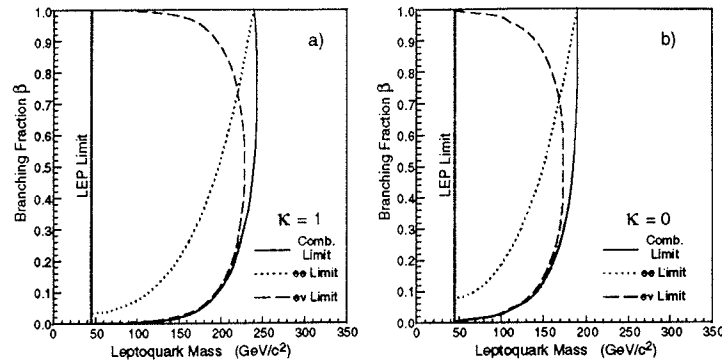 a)
1.0
0.9
0.8
0.7
0.6
0.5
0.4
0.3
0.2
0.1
0.0
Branching Fraction β
LEP Limit
κ = 1
Comb. Limit
ee Limit
eν Limit
0 50 100 150 200 250 300 350
Leptoquark Mass (GeV/c²)
b)
1.0
0.9
0.8
0.7
0.6
0.5
0.4
0.3
0.2
0.1
0.0
Branching Fraction β
LEP Limit
κ = 0
Comb. Limit
ee Limit
eν Limit
0 50 100 150 200 250 300 350
Leptoquark Mass (GeV/c²)